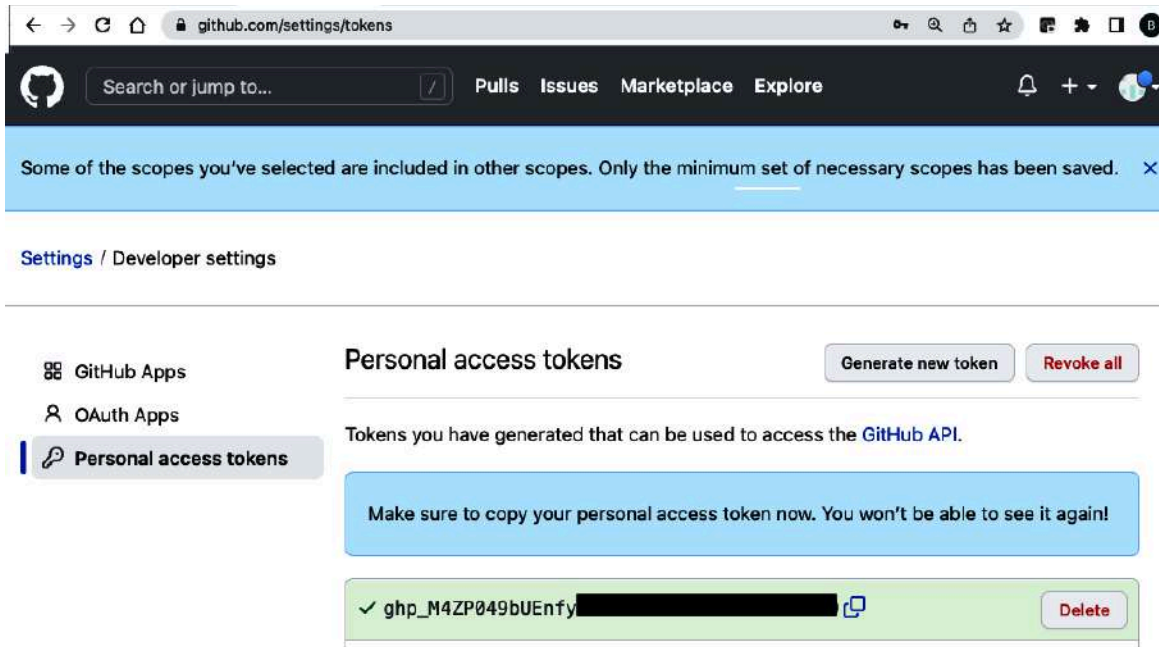 github.com/settings/tokens
B
Search or jump to... / Pulls Issues Marketplace Explore
Some of the scopes you've selected are included in other scopes. Only the minimum set of necessary scopes has been saved.
Settings / Developer settings
GitHub Apps
OAuth Apps
Personal access tokens
Personal access tokens
Generate new token Revoke all
Tokens you have generated that can be used to access the GitHub API.
Make sure to copy your personal access token now. You won't be able to see it again!
ghp_M4ZP049bUEnfy
Delete